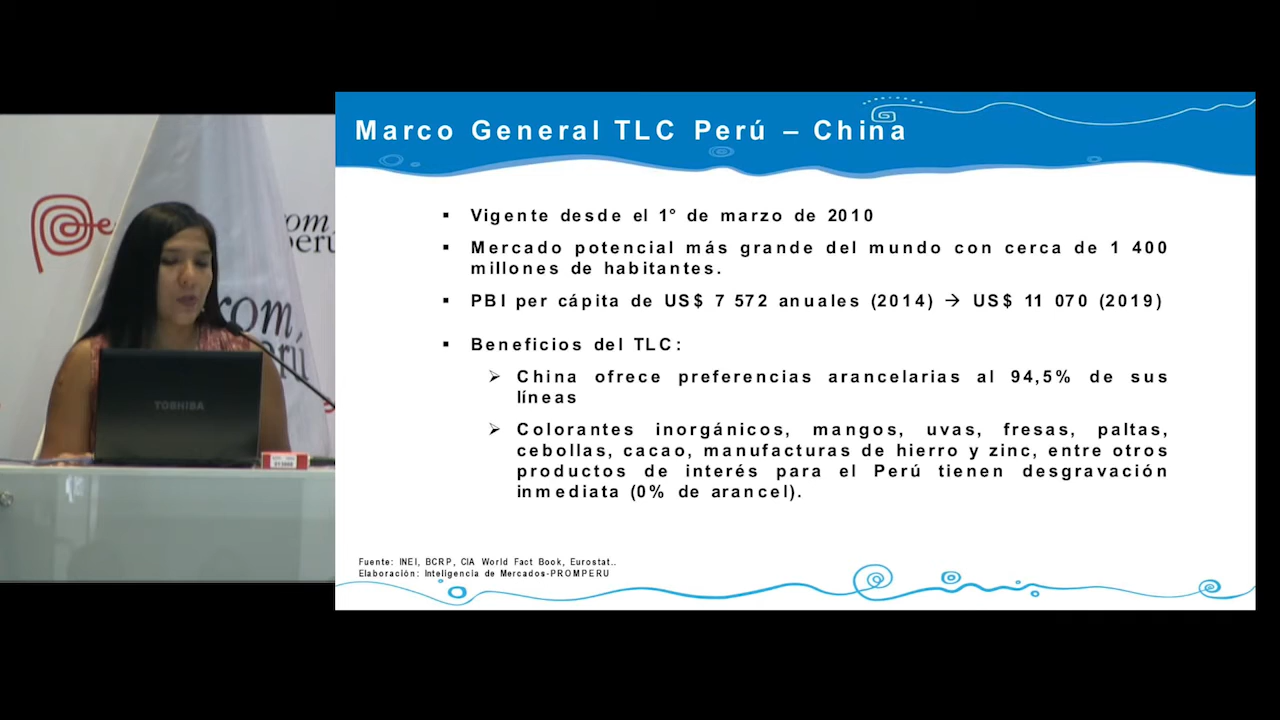 Marco General TLC Perú – China
▪ Vigente desde el 1° de marzo de 2010
▪ Mercado potencial más grande del mundo con cerca de 1 400
millones de habitantes.
▪ PBI per cápita de US$ 7 572 anuales (2014) → US$ 11 070 (2019)
▪ Beneficios del TLC:
➢ China ofrece preferencias arancelarias al 94,5% de sus
líneas
➢ Colorantes inorgánicos, mangos, uvas, fresas, paltas,
cebollas, cacao, manufacturas de hierro y zinc, entre otros
productos de interés para el Perú tienen desgravación
inmediata (0% de arancel).
Fuente: INEI, BCRP, CIA World Fact Book, Eurostat..
Elaboración: Inteligencia de Mercados-PROMPERU
om
perú
rom
erú
TOSHIBA